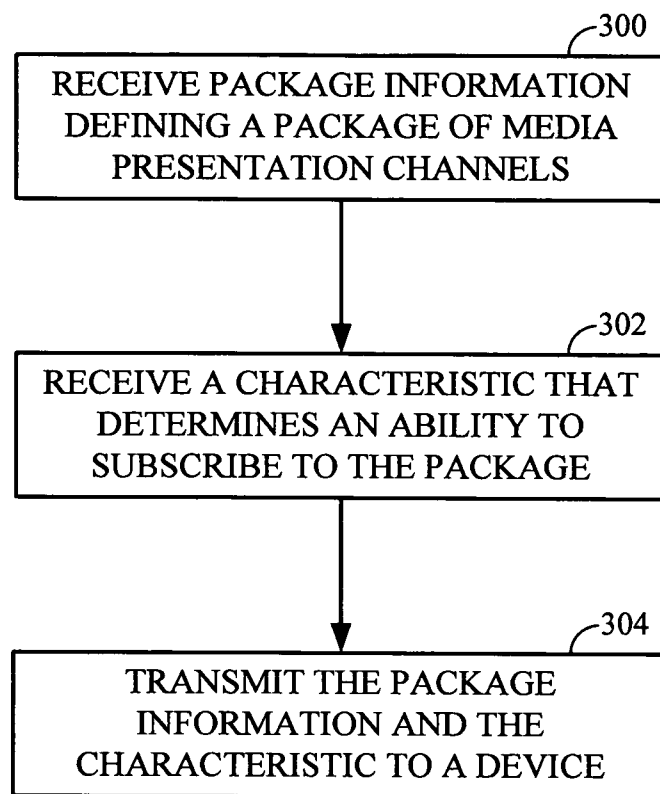 300
RECEIVE PACKAGE INFORMATION
DEFINING A PACKAGE OF MEDIA
PRESENTATION CHANNELS
302
RECEIVE A CHARACTERISTIC THAT
DETERMINES AN ABILITY TO
SUBSCRIBE TO THE PACKAGE
304
TRANSMIT THE PACKAGE
INFORMATION AND THE
CHARACTERISTIC TO A DEVICE